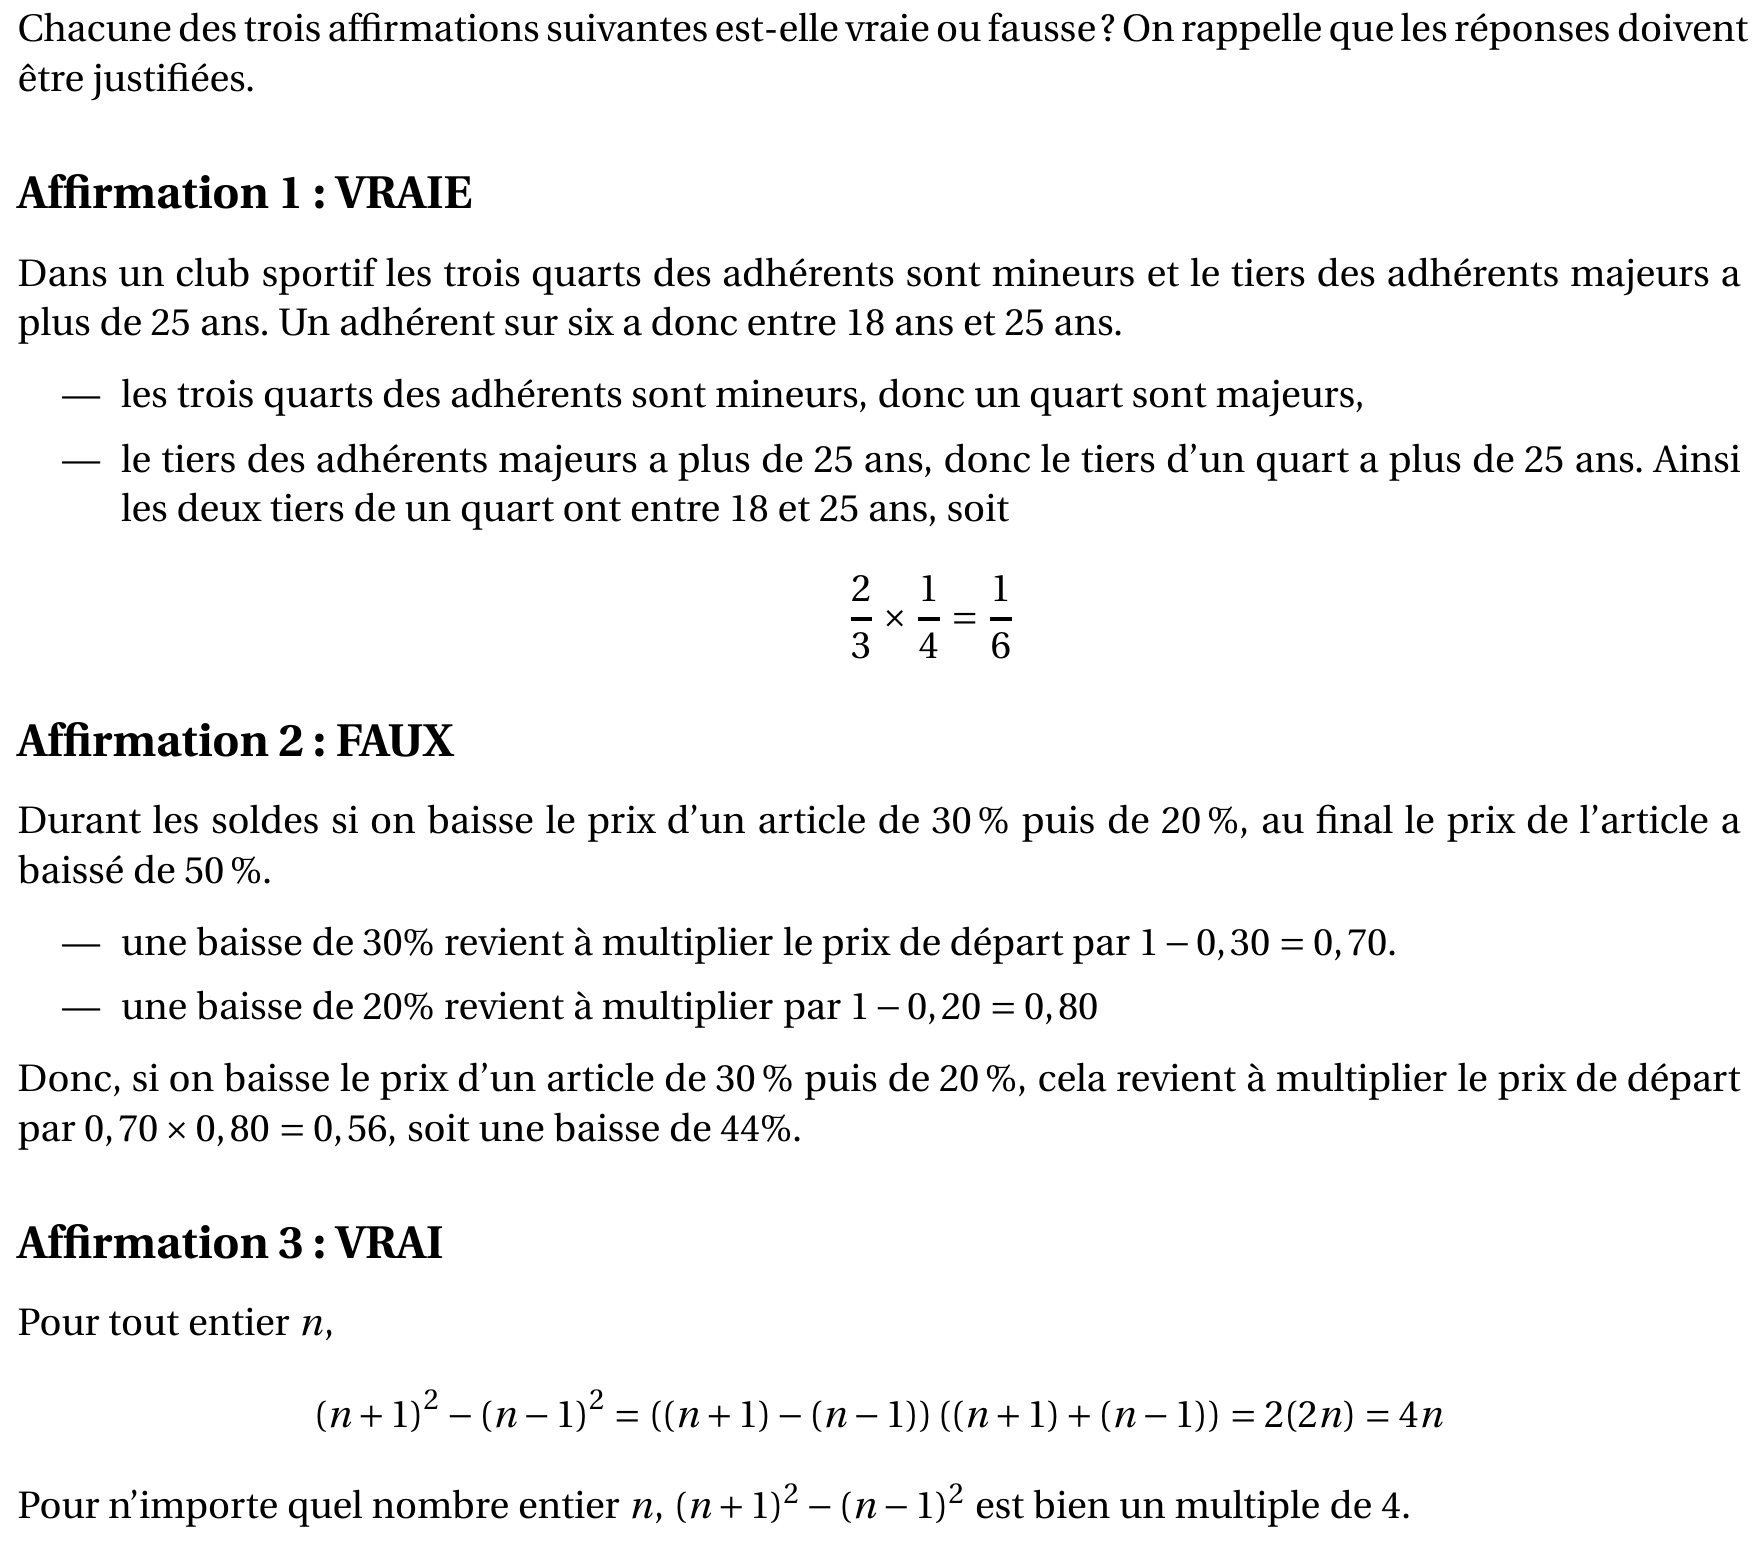 Chacune des trois affirmations suivantes est-elle vraie ou fausse ? On rappelle que les réponses doivent
être justifiées.
Affirmation 1 : VRAIE
Dans un club sportif les trois quarts des adhérents sont mineurs et le tiers des adhérents majeurs a
plus de 25 ans. Un adhérent sur six a donc entre 18 ans et 25 ans.
— les trois quarts des adhérents sont mineurs, donc un quart sont majeurs,
— le tiers des adhérents majeurs a plus de 25 ans, donc le tiers d'un quart a plus de 25 ans. Ainsi
les deux tiers de un quart ont entre 18 et 25 ans, soit
2/3 × 1/4 = 1/6
Affirmation 2 : FAUX
Durant les soldes si on baisse le prix d'un article de 30 % puis de 20 %, au final le prix de l'article a
baissé de 50 %.
— une baisse de 30% revient à multiplier le prix de départ par 1 − 0,30 = 0,70.
— une baisse de 20% revient à multiplier par 1 − 0,20 = 0,80
Donc, si on baisse le prix d'un article de 30 % puis de 20 %, cela revient à multiplier le prix de départ
par 0,70 × 0,80 = 0,56, soit une baisse de 44%.
Affirmation 3 : VRAI
Pour tout entier n,
(n + 1)² − (n − 1)² = ((n + 1) − (n − 1)) ((n + 1) + (n − 1)) = 2(2n) = 4n
Pour n'importe quel nombre entier n, (n + 1)² − (n − 1)² est bien un multiple de 4.